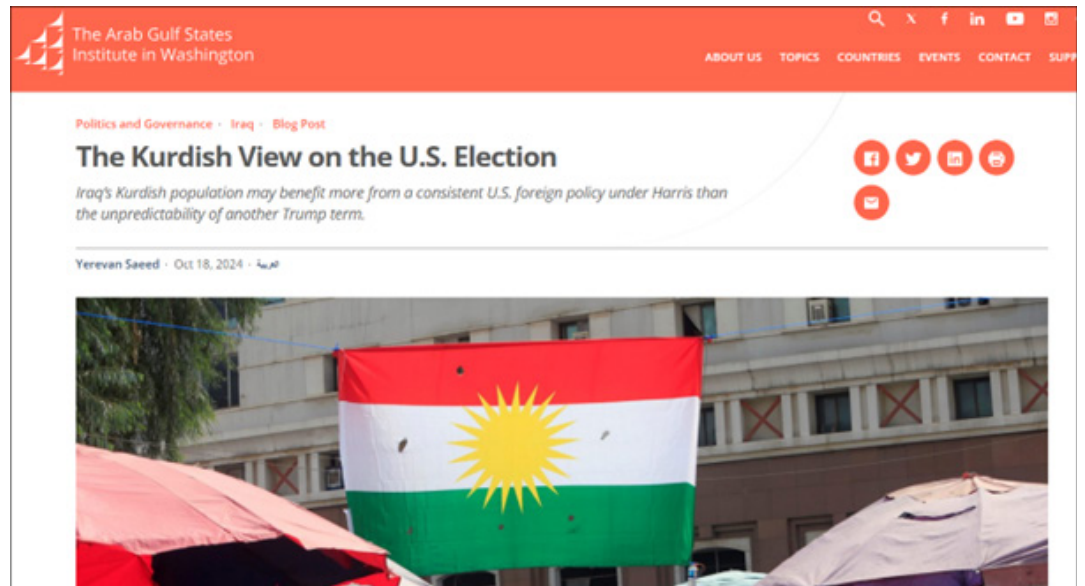 The Arab Gulf States
Institute in Washington
ABOUT US TOPICS COUNTRIES EVENTS CONTACT SUPP
Politics and Governance · Iraq · Blog Post
The Kurdish View on the U.S. Election
Iraq's Kurdish population may benefit more from a consistent U.S. foreign policy under Harris than
the unpredictability of another Trump term.
Yerevan Saeed · Oct 18, 2024 · العربية